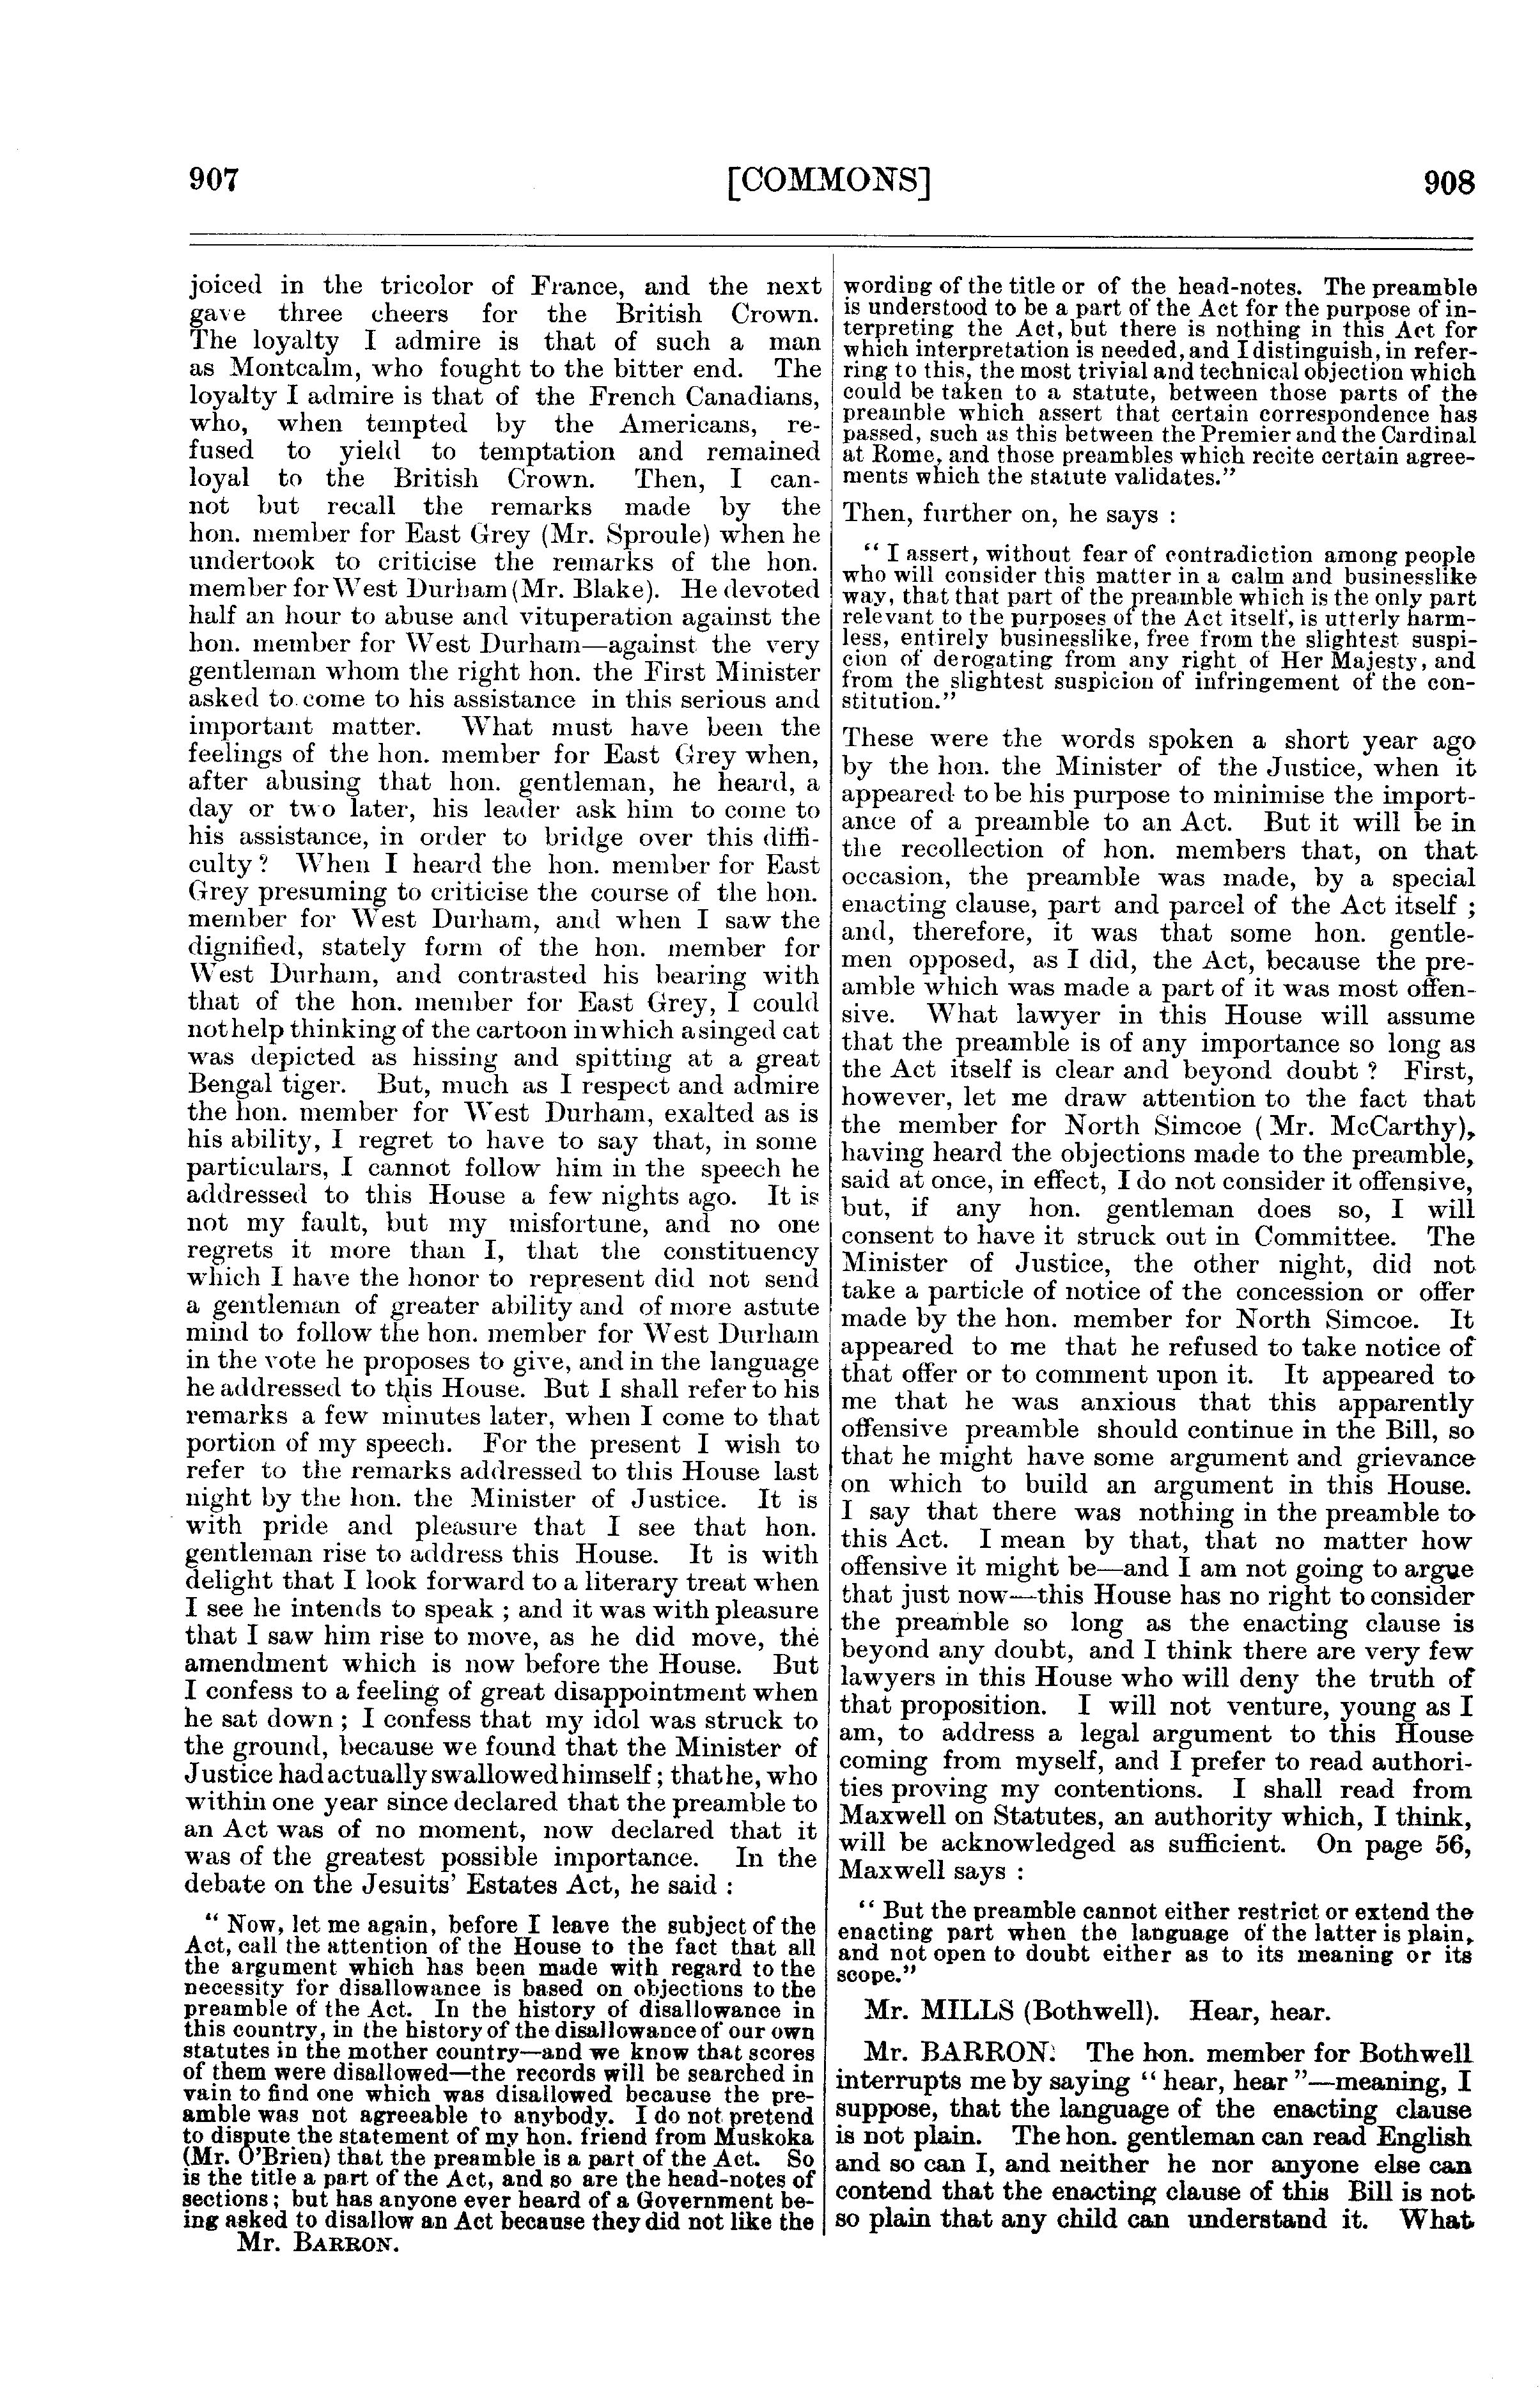 907
[COMMONS]
908
joiced in the tricolor of France, and the next
gave three cheers for the British Crown.
The loyalty I admire is that of such a man
as Montcalm, who fought to the bitter end. The
loyalty I admire is that of the French Canadians,
who, when tempted by the Americans, re-
fused to yield to temptation and remained
loyal to the British Crown. Then, I can-
not but recall the remarks made by the
hon. member for East Grey (Mr. Sproule) when he
undertook to criticise the remarks of the hon.
member for West Durham (Mr. Blake). He devoted
half an hour to abuse and vituperation against the
hon. member for West Durham—against the very
gentleman whom the right hon. the First Minister
asked to come to his assistance in this serious and
important matter. What must have been the
feelings of the hon. member for East Grey when,
after abusing that hon. gentleman, he heard, a
day or two later, his leader ask him to come to
his assistance, in order to bridge over this diffi-
culty? When I heard the hon. member for East
Grey presuming to criticise the course of the hon.
member for West Durham, and when I saw the
dignified, stately form of the hon. member for
West Durham, and contrasted his bearing with
that of the hon. member for East Grey, I could
not help thinking of the cartoon in which a singed cat
was depicted as hissing and spitting at a great
Bengal tiger. But, much as I respect and admire
the hon. member for West Durham, exalted as is
his ability, I regret to have to say that, in some
particulars, I cannot follow him in the speech he
addressed to this House a few nights ago. It is
not my fault, but my misfortune, and no one
regrets it more than I, that the constituency
which I have the honor to represent did not send
a gentleman of greater ability and of more astute
mind to follow the hon. member for West Durham
in the vote he proposes to give, and in the language
he addressed to this House. But I shall refer to his
remarks a few minutes later, when I come to that
portion of my speech. For the present I wish to
refer to the remarks addressed to this House last
night by the hon. the Minister of Justice. It is
with pride and pleasure that I see that hon.
gentleman rise to address this House. It is with
delight that I look forward to a literary treat when
I see he intends to speak ; and it was with pleasure
that I saw him rise to move, as he did move, the
amendment which is now before the House. But
I confess to a feeling of great disappointment when
he sat down ; I confess that my idol was struck to
the ground, because we found that the Minister of
Justice had actually swallowed himself ; that he, who
within one year since declared that the preamble to
an Act was of no moment, now declared that it
was of the greatest possible importance. In the
debate on the Jesuits' Estates Act, he said :
" Now, let me again, before I leave the subject of the
Act, call the attention of the House to the fact that all
the argument which has been made with regard to the
necessity for disallowance is based on objections to the
preamble of the Act. In the history of disallowance in
this country, in the history of the disallowance of our own
statutes in the mother country—and we know that scores
of them were disallowed—the records will be searched in
vain to find one which was disallowed because the pre-
amble was not agreeable to anybody. I do not pretend
to dispute the statement of my hon. friend from Muskoka
(Mr. O'Brien) that the preamble is a part of the Act. So
is the title a part of the Act, and so are the head-notes of
sections ; but has anyone ever heard of a Government be-
ing asked to disallow an Act because they did not like the
Mr. BARRON.
wording of the title or of the head-notes. The preamble
is understood to be a part of the Act for the purpose of in-
terpreting the Act, but there is nothing in this Act for
which interpretation is needed, and I distinguish, in refer-
ring to this, the most trivial and technical objection which
could be taken to a statute, between those parts of the
preamble which assert that certain correspondence has
passed, such as this between the Premier and the Cardinal
at Rome, and those preambles which recite certain agree-
ments which the statute validates."
Then, further on, he says :
" I assert, without fear of contradiction among people
who will consider this matter in a calm and businesslike
way, that that part of the preamble which is the only part
relevant to the purposes of the Act itself, is utterly harm-
less, entirely businesslike, free from the slightest suspi-
cion of derogating from any right of Her Majesty, and
from the slightest suspicion of infringement of the con-
stitution."
These were the words spoken a short year ago
by the hon. the Minister of the Justice, when it
appeared to be his purpose to minimise the import-
ance of a preamble to an Act. But it will be in
the recollection of hon. members that, on that
occasion, the preamble was made, by a special
enacting clause, part and parcel of the Act itself ;
and, therefore, it was that some hon. gentle-
men opposed, as I did, the Act, because the pre-
amble which was made a part of it was most offen-
sive. What lawyer in this House will assume
that the preamble is of any importance so long as
the Act itself is clear and beyond doubt ? First,
however, let me draw attention to the fact that
the member for North Simcoe (Mr. McCarthy),
having heard the objections made to the preamble,
said at once, in effect, I do not consider it offensive,
but, if any hon. gentleman does so, I will
consent to have it struck out in Committee. The
Minister of Justice, the other night, did not
take a particle of notice of the concession or offer
made by the hon. member for North Simcoe. It
appeared to me that he refused to take notice of
that offer or to comment upon it. It appeared to
me that he was anxious that this apparently
offensive preamble should continue in the Bill, so
that he might have some argument and grievance
on which to build an argument in this House.
I say that there was nothing in the preamble to
this Act. I mean by that, that no matter how
offensive it might be—and I am not going to argue
that just now—this House has no right to consider
the preamble so long as the enacting clause is
beyond any doubt, and I think there are very few
lawyers in this House who will deny the truth of
that proposition. I will not venture, young as I
am, to address a legal argument to this House
coming from myself, and I prefer to read authori-
ties proving my contentions. I shall read from
Maxwell on Statutes, an authority which, I think,
will be acknowledged as sufficient. On page 56,
Maxwell says :
" But the preamble cannot either restrict or extend the
enacting part when the language of the latter is plain,
and not open to doubt either as to its meaning or its
scope."
Mr. MILLS (Bothwell). Hear, hear.
Mr. BARRON. The hon. member for Bothwell
interrupts me by saying " hear, hear "—meaning, I
suppose, that the language of the enacting clause
is not plain. The hon. gentleman can read English
and so can I, and neither he nor anyone else can
contend that the enacting clause of this Bill is not
so plain that any child can understand it. What